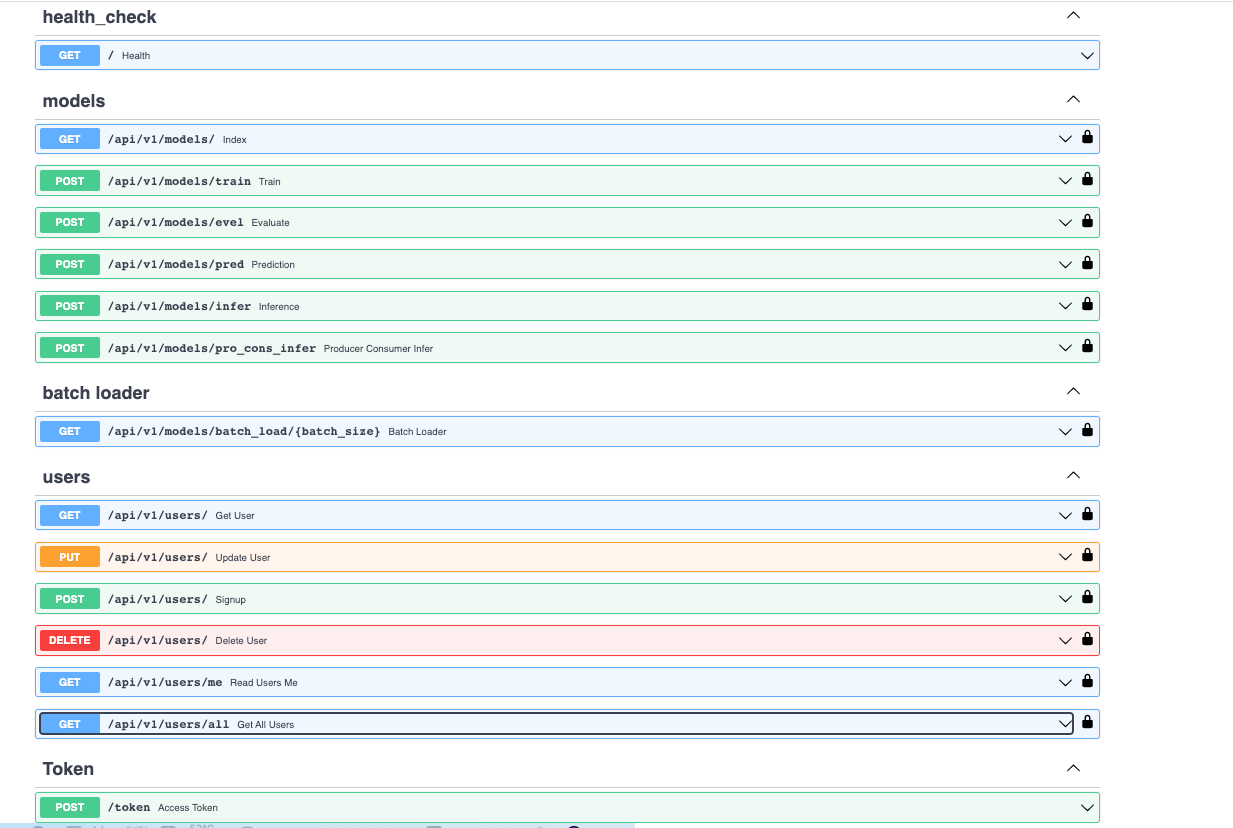 health_check
GET / Health
models
GET /api/v1/models/ Index
POST /api/v1/models/train Train
POST /api/v1/models/evel Evaluate
POST /api/v1/models/pred Prediction
POST /api/v1/models/infer Inference
POST /api/v1/models/pro_cons_infer Producer Consumer Infer
batch loader
GET /api/v1/models/batch_load/{batch_size} Batch Loader
users
GET /api/v1/users/ Get User
PUT /api/v1/users/ Update User
POST /api/v1/users/ Signup
DELETE /api/v1/users/ Delete User
GET /api/v1/users/me Read Users Me
GET /api/v1/users/all Get All Users
Token
POST /token Access Token